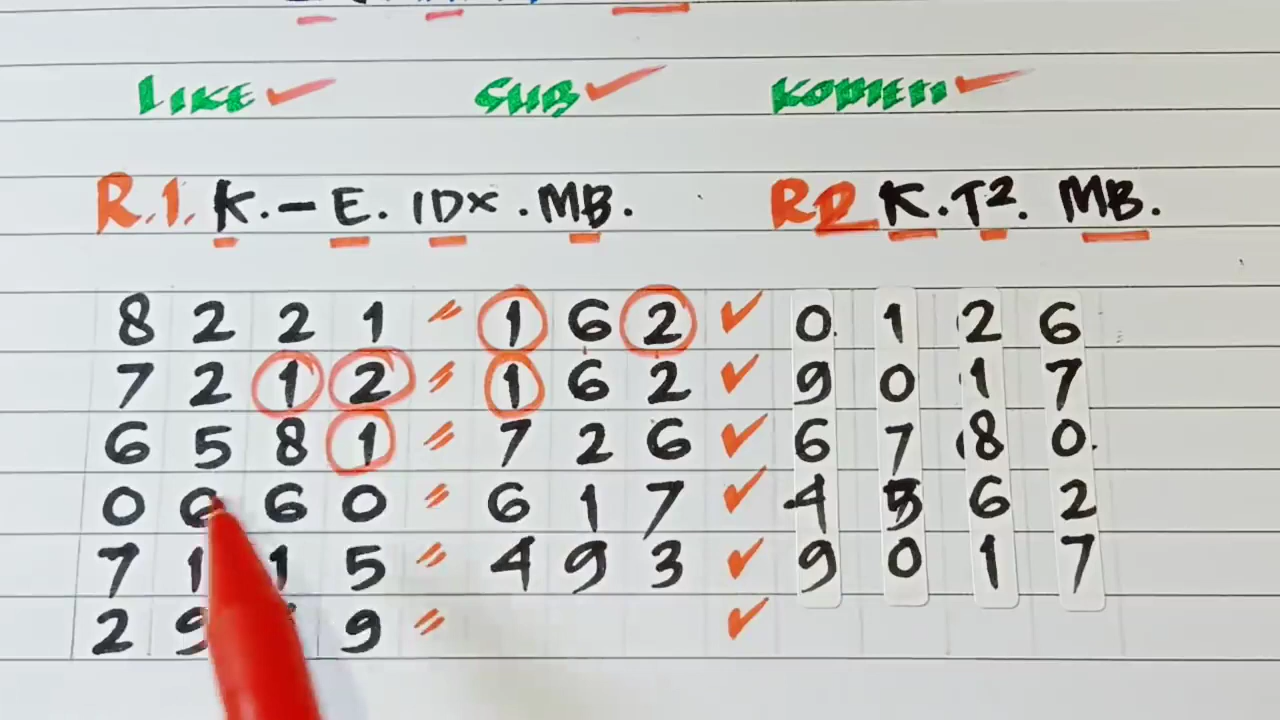 LIKE SUB KOMEN
R.1. K.- E. IDX. MB. R2 K. T2. MB.
8 2 2 1 = 1 6 2 ✓ 0 1 2 6
7 2 1 2 = 1 6 2 ✓ 9 0 1 7
6 5 8 1 = 7 2 6 ✓ 6 7 8 0
0 6 0 = 6 1 7 ✓ 4 5 6 2
7 1 1 5 = 4 9 3 ✓ 9 0 1 7
2 9 9 = ✓